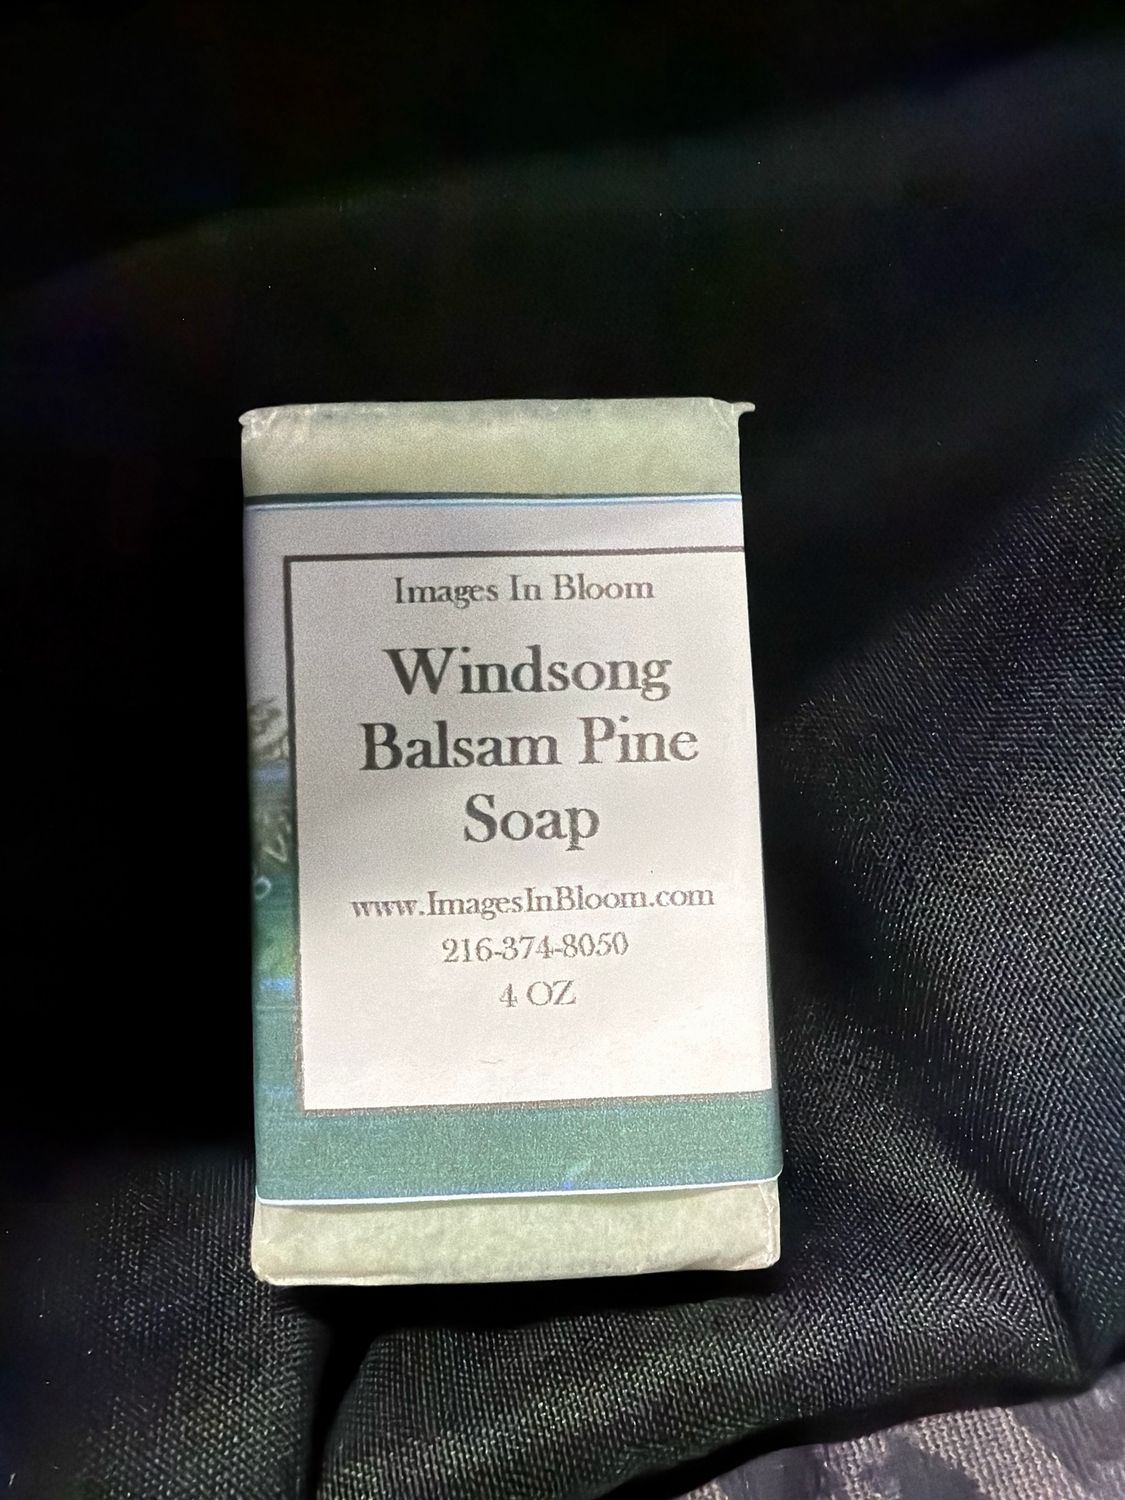 Images In Bloom
Windsong
Balsam Pine
Soap
www.ImagesInBloom.com
216-374-8050
4 OZ